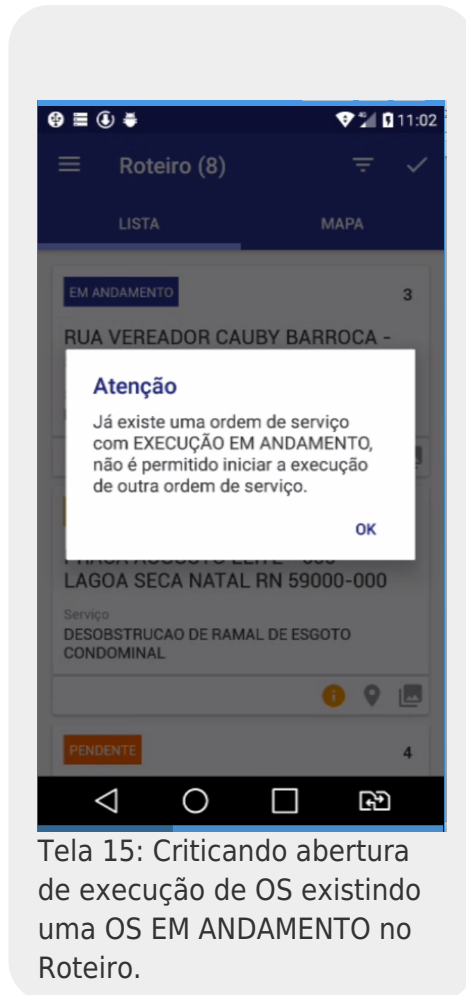 11:02
Roteiro (8)
LISTA MAPA
EM ANDAMENTO 3
RUA VEREADOR CAUBY BARROCA -
Atenção
Já existe uma ordem de serviço
com EXECUÇÃO EM ANDAMENTO,
não é permitido iniciar a execução
de outra ordem de serviço.
OK
LAGOA SECA NATAL RN 59000-000
Serviço
DESOBSTRUCAO DE RAMAL DE ESGOTO
CONDOMINAL
PENDENTE 4
Tela 15: Criticando abertura
de execução de OS existindo
uma OS EM ANDAMENTO no
Roteiro.